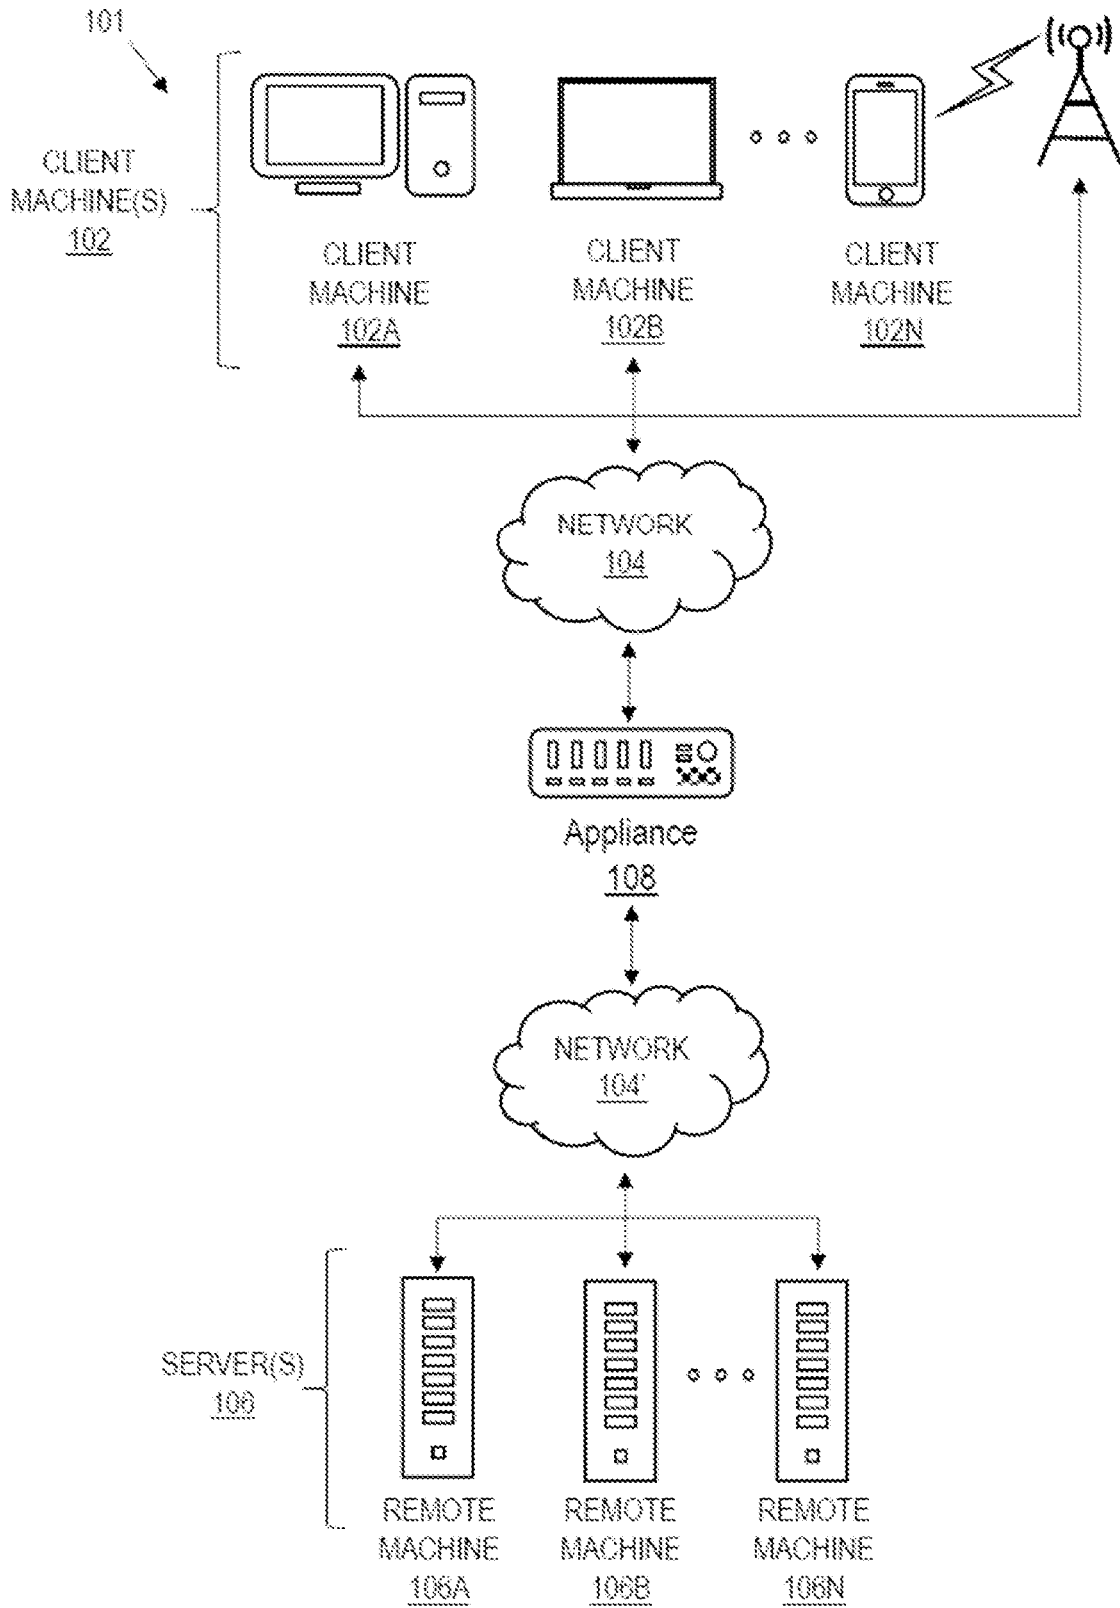 101
CLIENT
MACHINE(S)
102
CLIENT
MACHINE
102A
CLIENT
MACHINE
102B
CLIENT
MACHINE
102N
NETWORK
104
Appliance
108
NETWORK
104'
SERVER(S)
106
REMOTE
MACHINE
106A
REMOTE
MACHINE
106B
REMOTE
MACHINE
106N